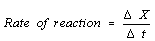 Rate of reaction = Δ X / Δ t